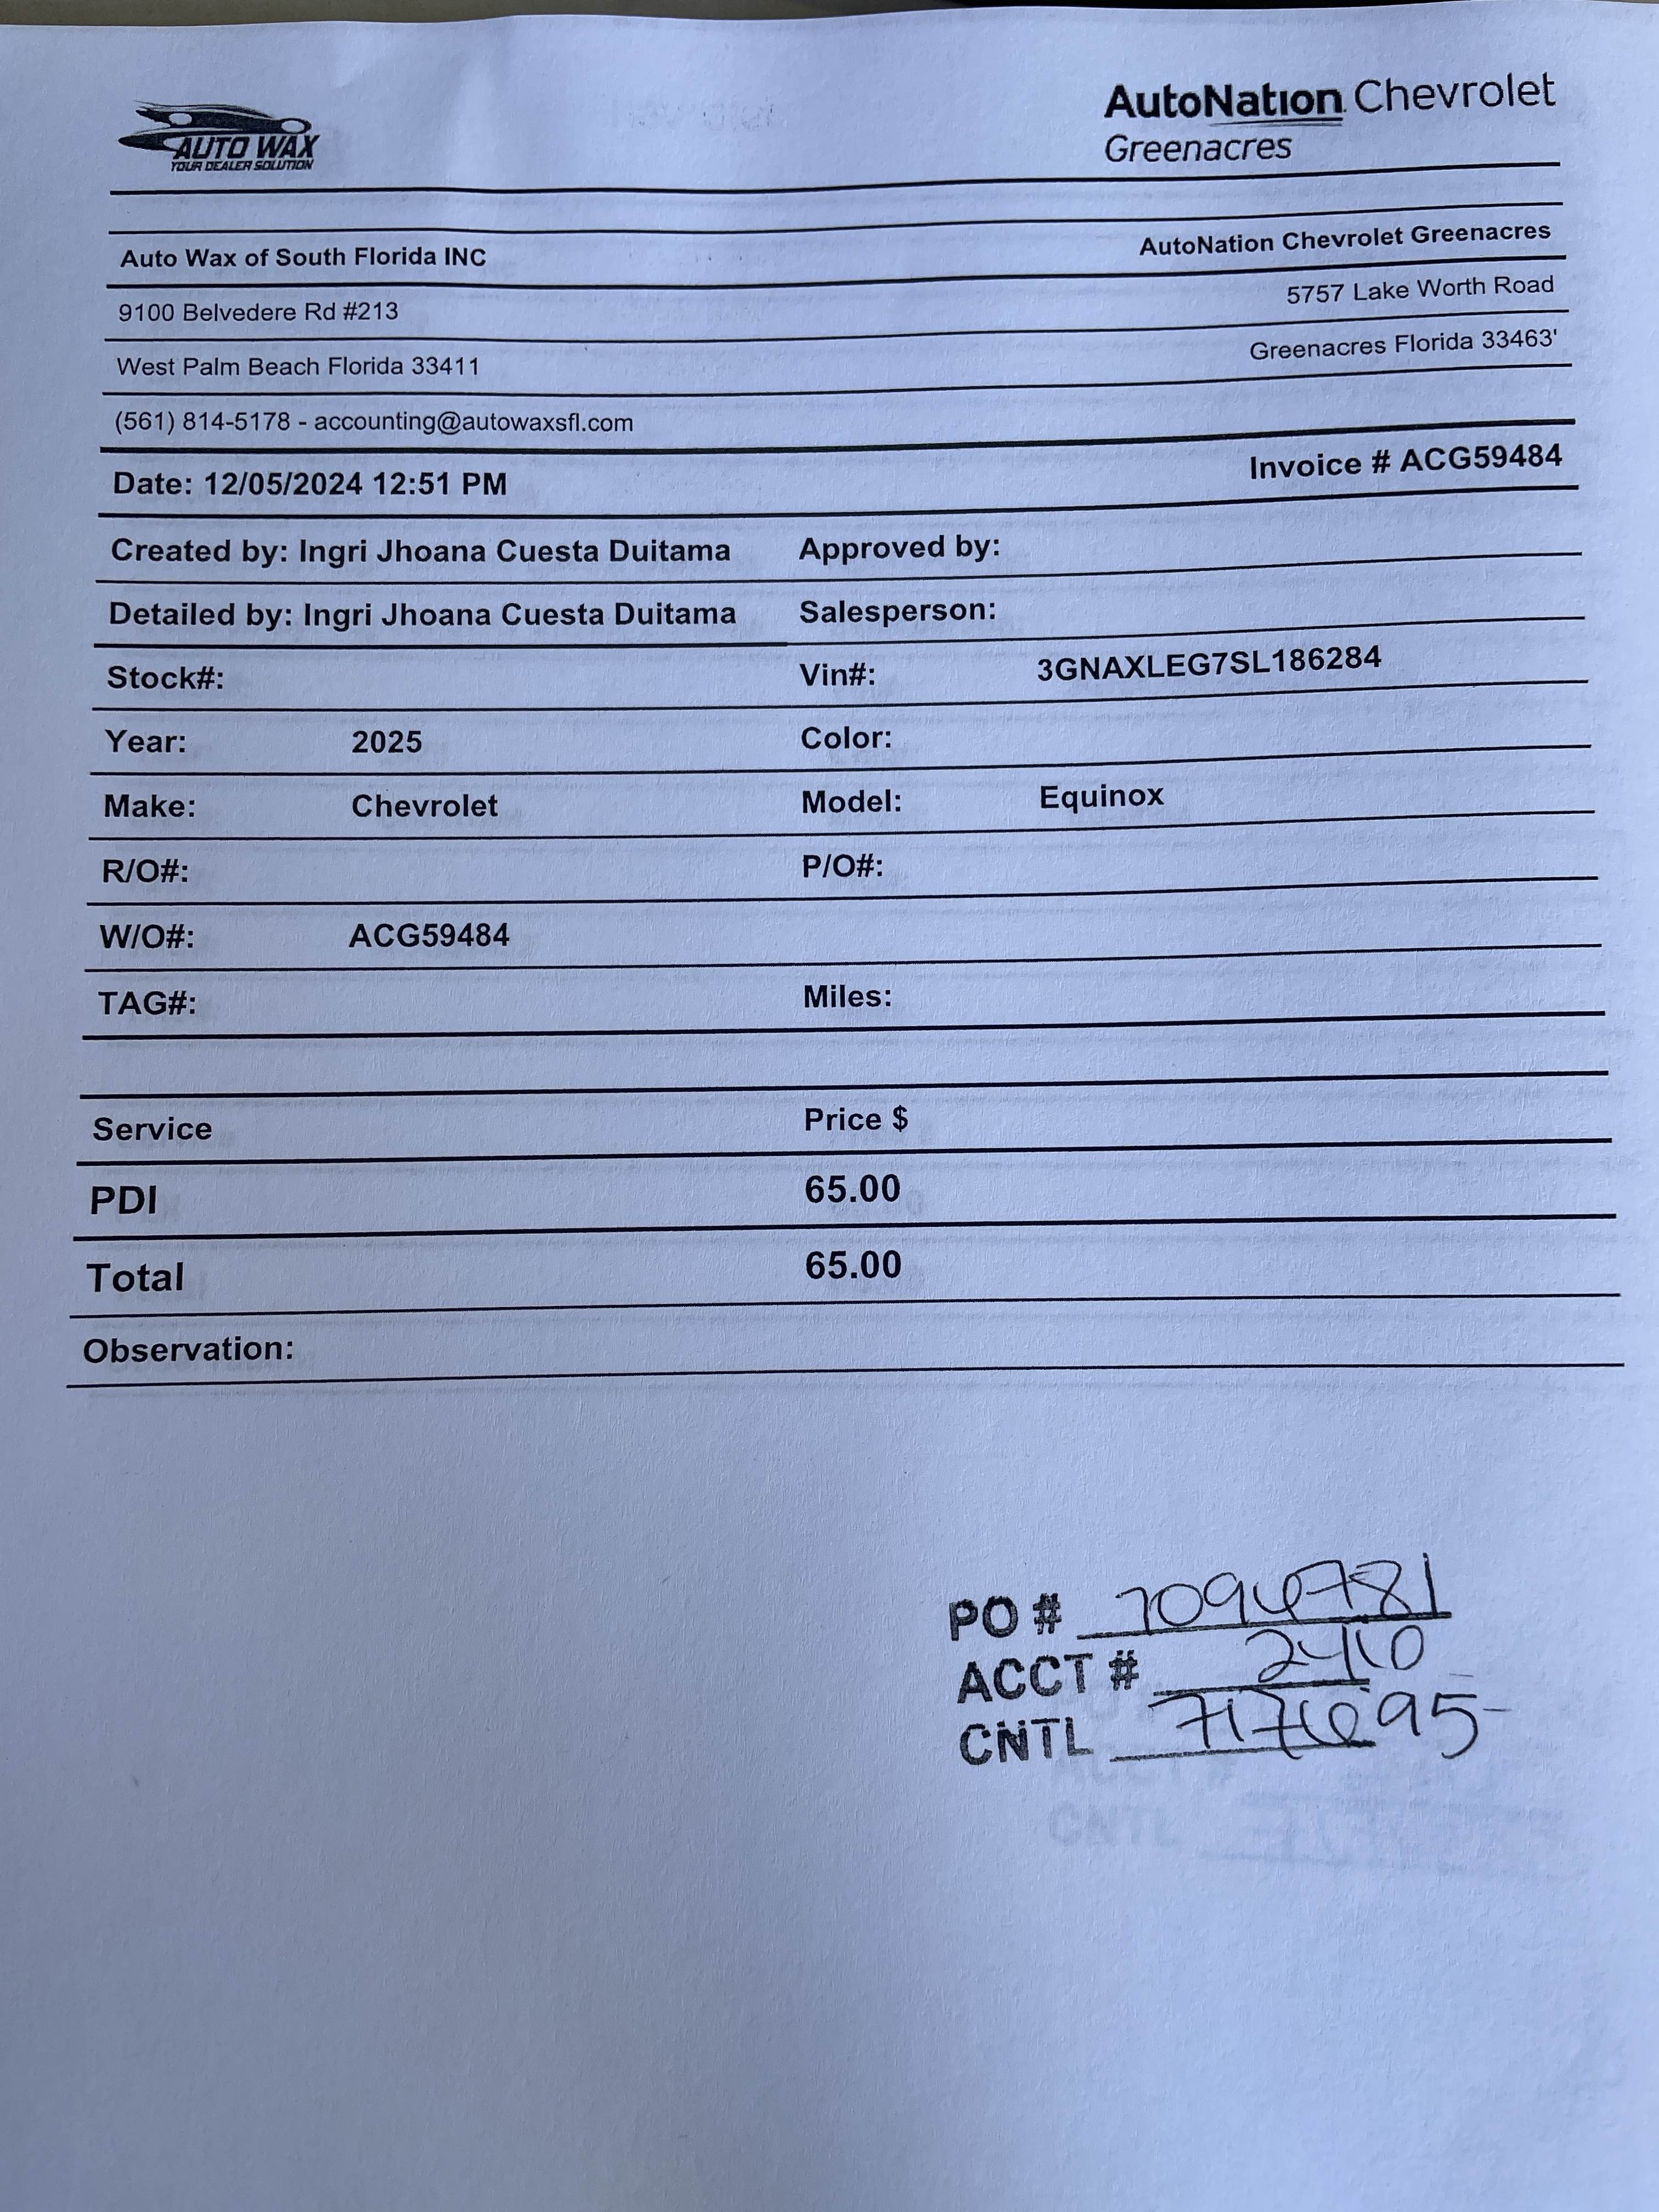 AUTO WAX
YOUR DEALER SOLUTION
AutoNation Chevrolet
Greenacres
Auto Wax of South Florida INC
AutoNation Chevrolet Greenacres
9100 Belvedere Rd #213
5757 Lake Worth Road
West Palm Beach Florida 33411
Greenacres Florida 33463'
(561) 814-5178 - accounting@autowaxsfl.com
Date: 12/05/2024 12:51 PM
Invoice # ACG59484
Created by: Ingri Jhoana Cuesta Duitama Approved by:
Detailed by: Ingri Jhoana Cuesta Duitama Salesperson:
Stock#: Vin#: 3GNAXLEG7SL186284
Year: 2025 Color:
Make: Chevrolet Model: Equinox
R/O#: P/O#:
W/O#: ACG59484
TAG#: Miles:
Service Price $
PDI 65.00
Total 65.00
Observation:
PO #
ACCT #
CNTL